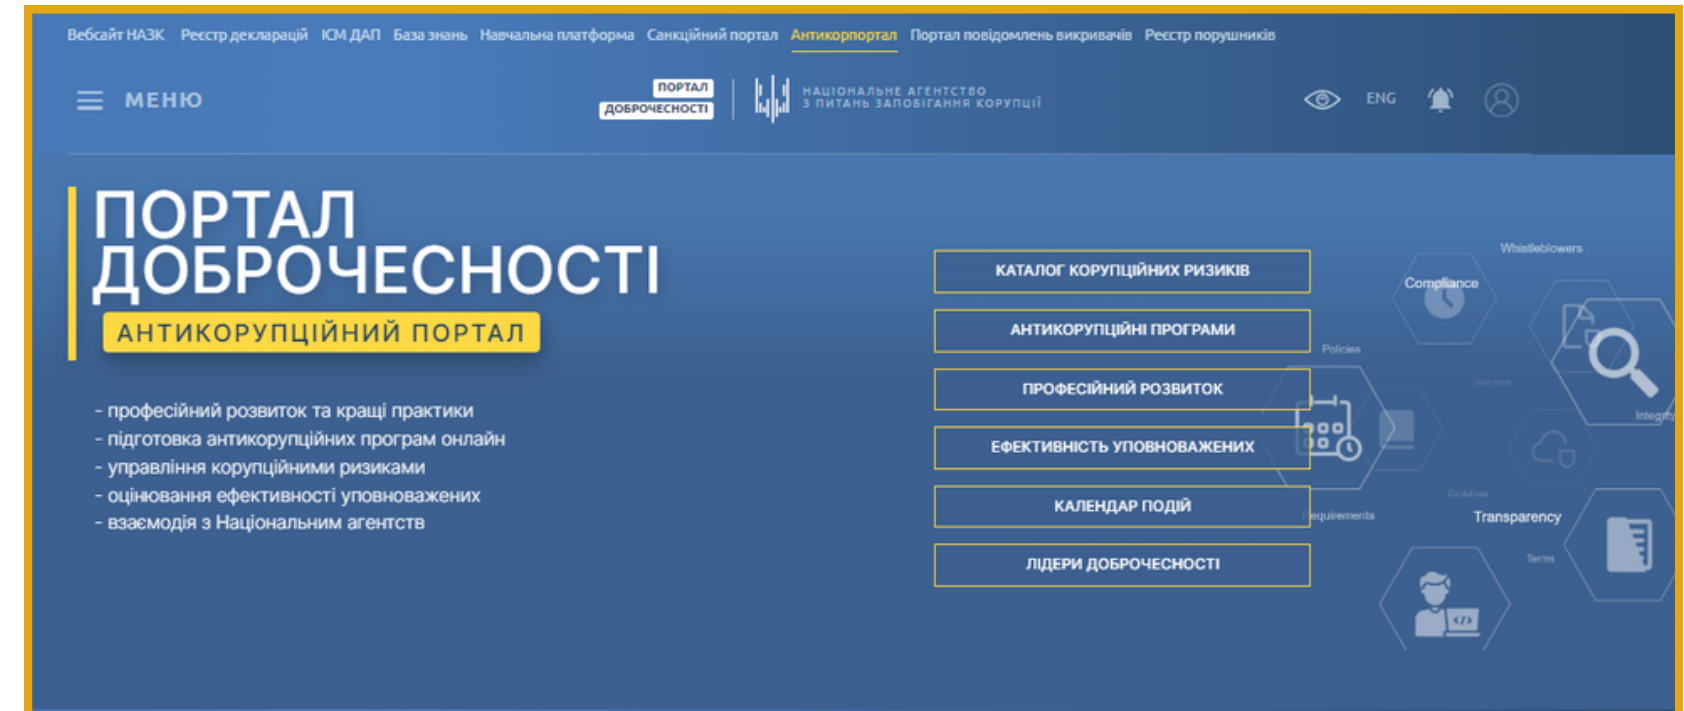 Вебсайт НАЗК Реєстр декларацій ІСМ ДАП База знань Навчальна платформа Санкційний портал Антикорпортал Портал повідомлень викривачів Реєстр порушників
МЕНЮ
ПОРТАЛ
ДОБРОЧЕСНОСТІ
НАЦІОНАЛЬНЕ АГЕНТСТВО
З ПИТАНЬ ЗАПОБІГАННЯ КОРУПЦІЇ
ENG
ПОРТАЛ
ДОБРОЧЕСНОСТІ
АНТИКОРУПЦІЙНИЙ ПОРТАЛ
- професійний розвиток та кращі практики
- підготовка антикорупційних програм онлайн
- управління корупційними ризиками
- оцінювання ефективності уповноважених
- взаємодія з Національним агентств
КАТАЛОГ КОРУПЦІЙНИХ РИЗИКІВ
АНТИКОРУПЦІЙНІ ПРОГРАМИ
ПРОФЕСІЙНИЙ РОЗВИТОК
ЕФЕКТИВНІСТЬ УПОВНОВАЖЕНИХ
КАЛЕНДАР ПОДІЙ
ЛІДЕРИ ДОБРОЧЕСНОСТІ
Whistleblowers
Compliance
Policies
Standards
Integrity
Guidelines
Requirements
Transparency
Terms